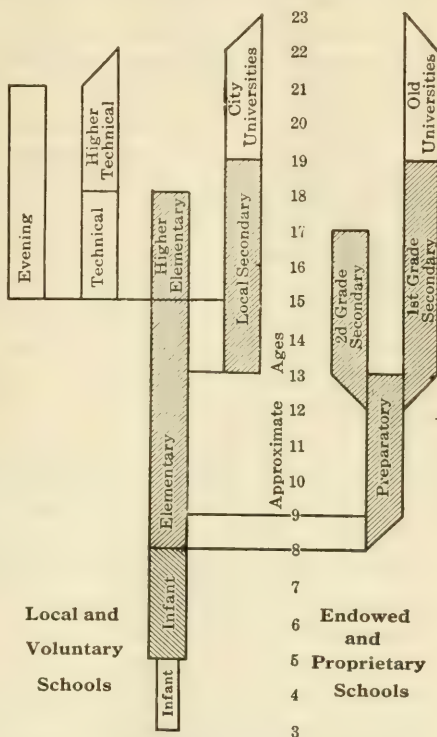 23
22
21
20
19
18
17
16
15
14
13
12
11
10
9
8
7
6
5
4
3
Approximate Ages
Evening
Technical
Higher Technical
Higher Elementary
Elementary
Infant
Infant
Local Secondary
City
Universities
2d Grade
Secondary
1st Grade
Secondary
Old
Universities
Preparatory
Local and
Voluntary
Schools
Endowed
and
Proprietary
Schools